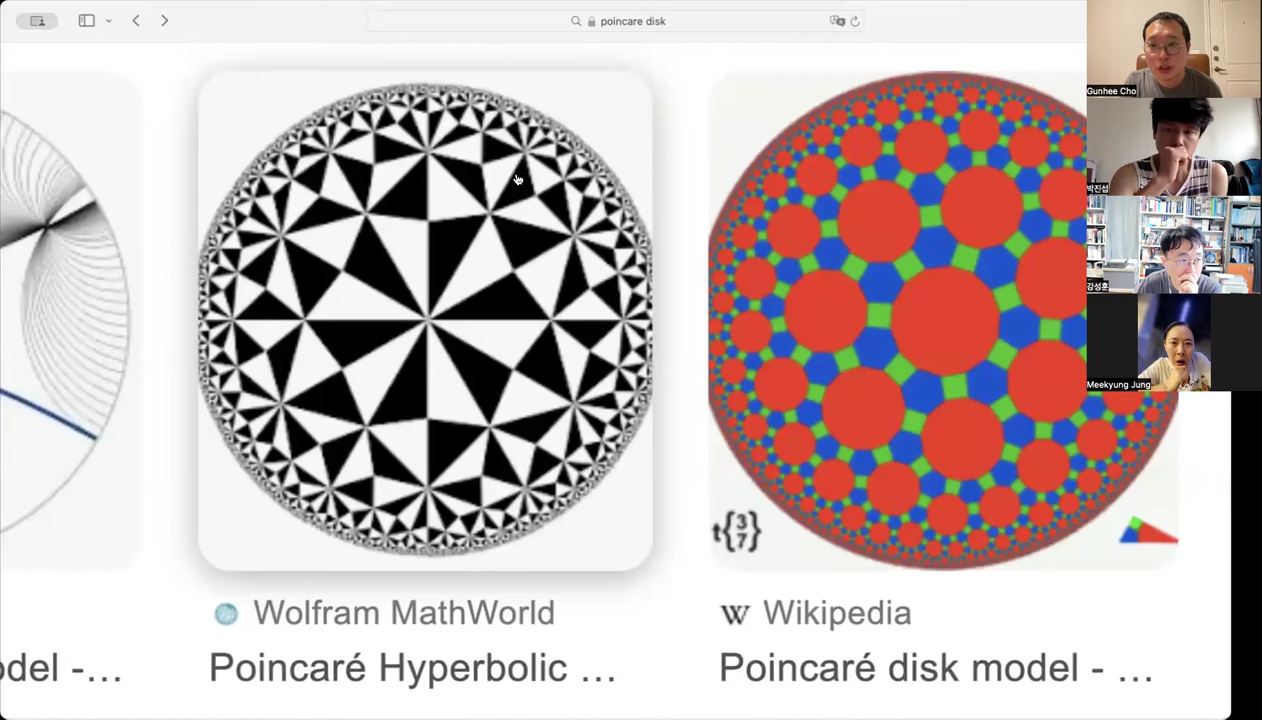 poincare disk
Gunhee Cho
박진섭
강성훈
Meekyung Jung
t{3
7}
Wolfram MathWorld
Wikipedia
odel -...
Poincaré Hyperbolic ...
Poincaré disk model - ...